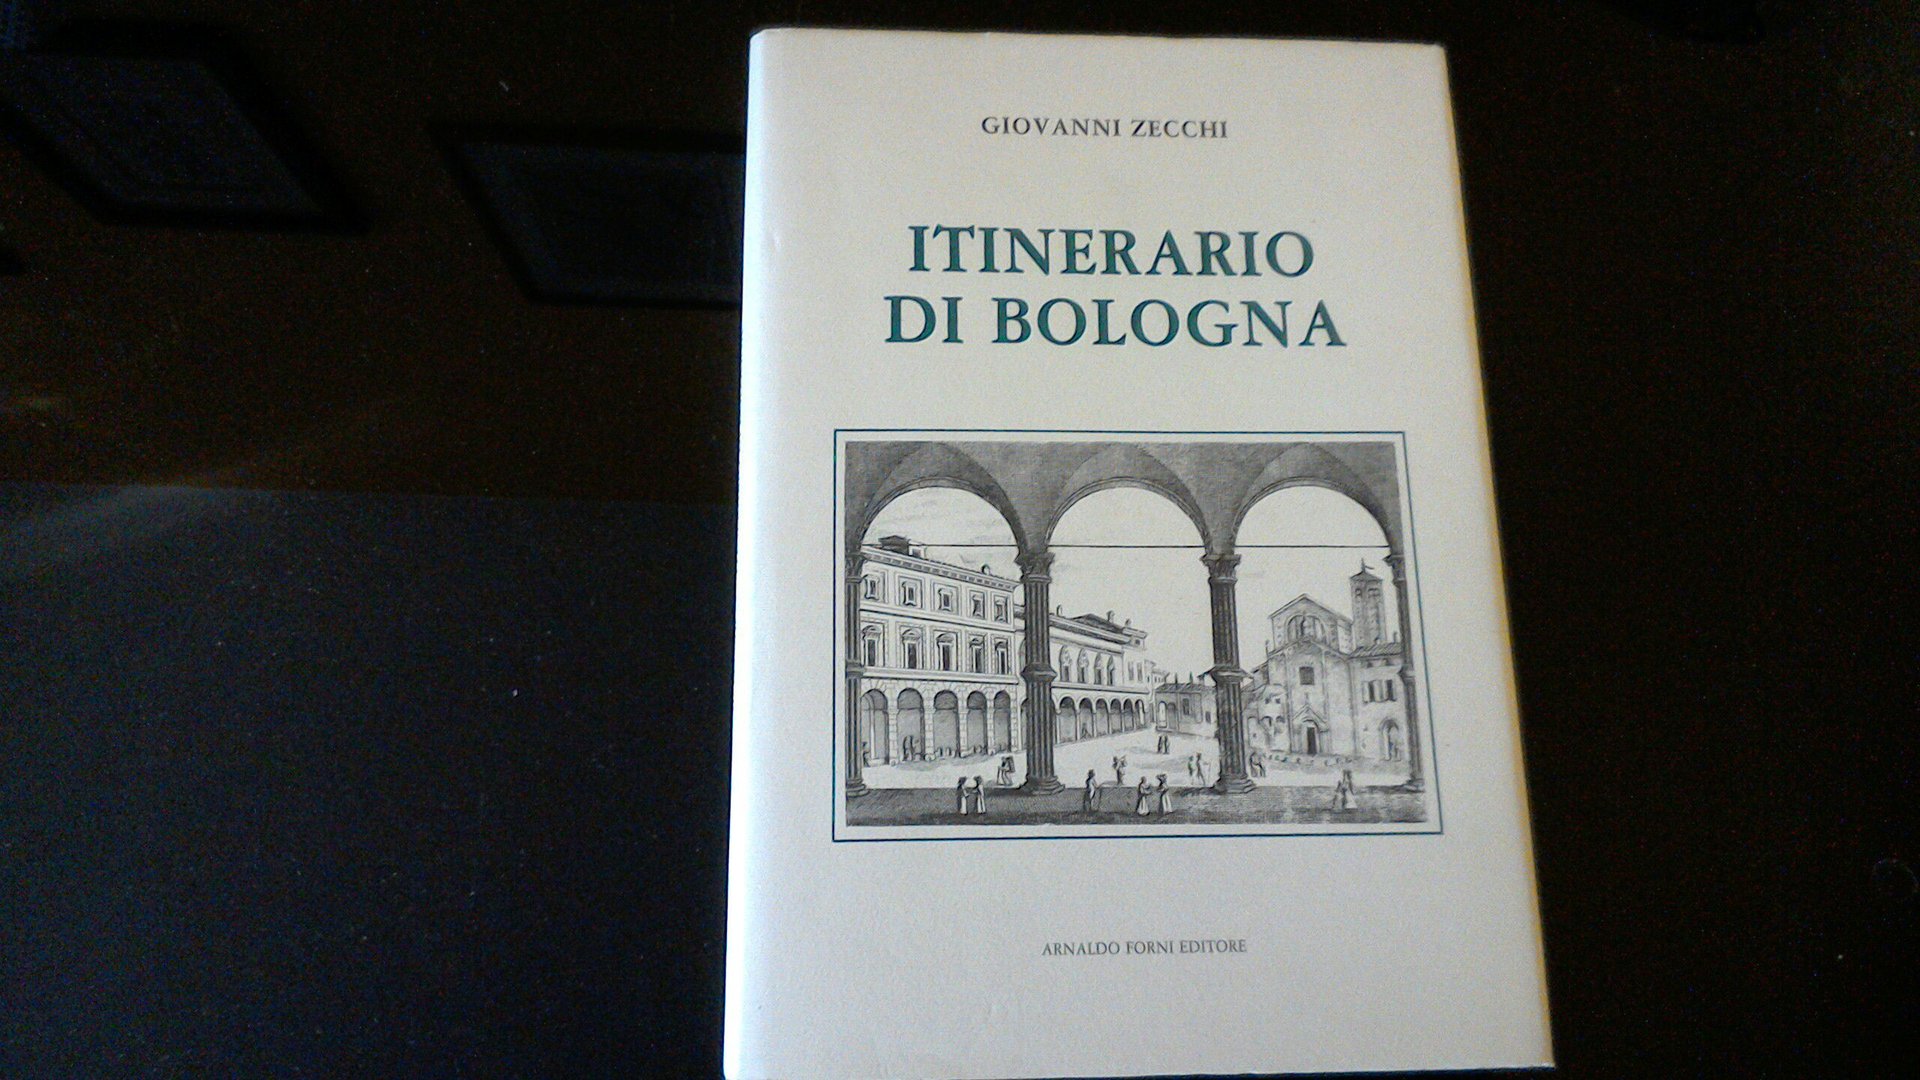 GIOVANNI ZECCHI
ITINERARIO
DI BOLOGNA
ARNALDO FORNI EDITORE